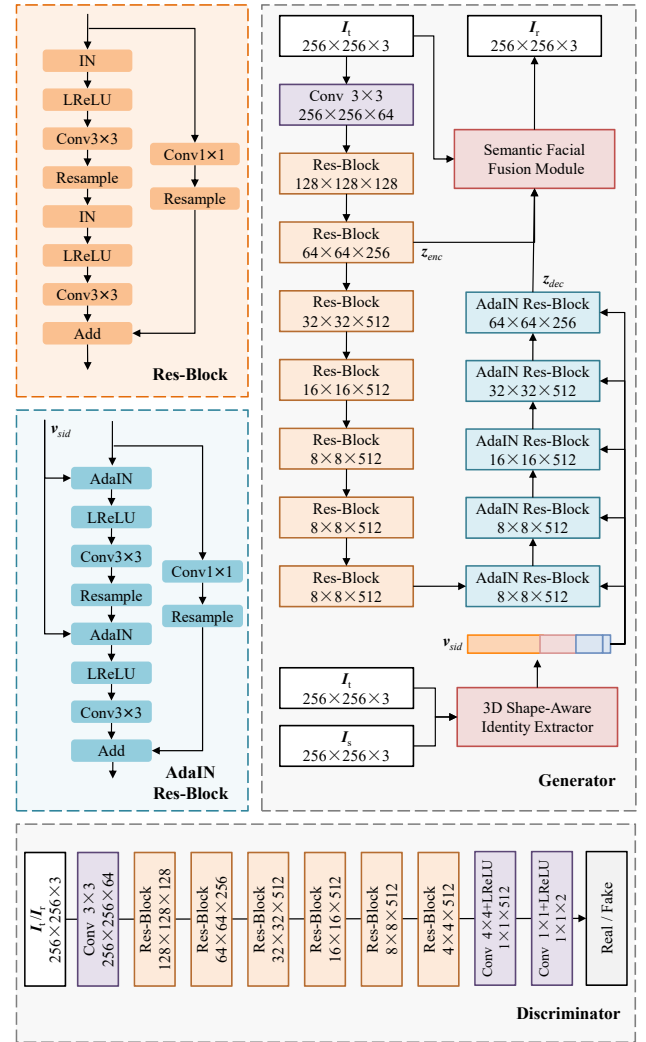 IN
LReLU
Conv3×3
Resample
IN
LReLU
Conv3×3
Add
Conv1×1
Resample
Res-Block
v_sid
AdaIN
LReLU
Conv3×3
Resample
AdaIN
LReLU
Conv3×3
Add
Conv1×1
Resample
AdaIN
Res-Block
I_t
256×256×3
Conv 3×3
256×256×64
Res-Block
128×128×128
Res-Block
64×64×256
Res-Block
32×32×512
Res-Block
16×16×512
Res-Block
8×8×512
Res-Block
8×8×512
Res-Block
8×8×512
I_r
256×256×3
Semantic Facial
Fusion Module
z_enc
z_dec
AdaIN Res-Block
64×64×256
AdaIN Res-Block
32×32×512
AdaIN Res-Block
16×16×512
AdaIN Res-Block
8×8×512
AdaIN Res-Block
8×8×512
v_sid
I_t
256×256×3
I_s
256×256×3
3D Shape-Aware
Identity Extractor
Generator
I_t/I_r
256×256×3
Conv 3×3
256×256×64
Res-Block
128×128×128
Res-Block
64×64×256
Res-Block
32×32×512
Res-Block
16×16×512
Res-Block
8×8×512
Res-Block
4×4×512
Conv 4×4+LReLU
1×1×512
Conv 1×1+LReLU
1×1×2
Real / Fake
Discriminator